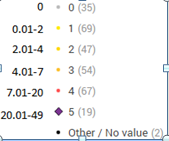 0 0 (35)
0.01-2 1 (69)
2.01-4 2 (47)
4.01-7 3 (54)
7.01-20 4 (67)
20.01-49 5 (19)
Other / No value (2)